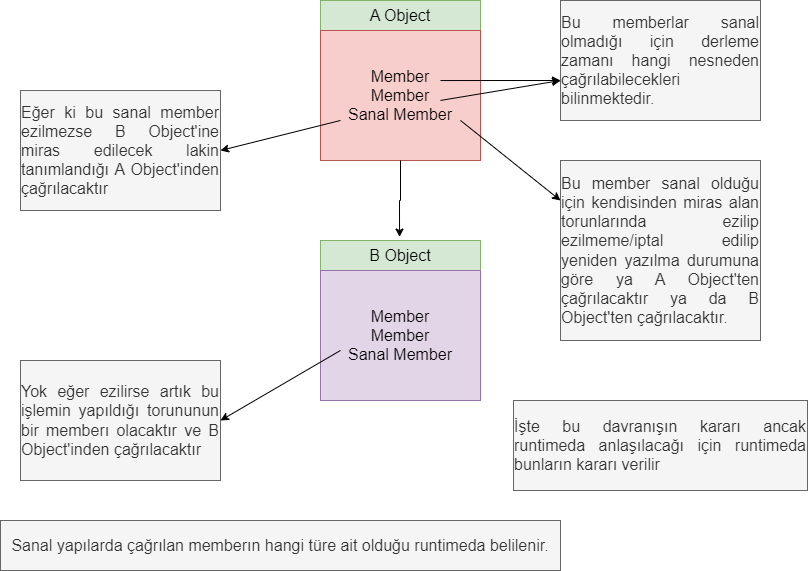 A Object
Member
Member
Sanal Member
Bu memberlar sanal
olmadığı için derleme
zamanı hangi nesneden
çağrılabilecekleri
bilinmektedir.
Eğer ki bu sanal member
ezilmezse B Object'ine
miras edilecek lakin
tanımlandığı A Object'inden
çağrılacaktır
Bu member sanal olduğu
için kendisinden miras alan
torunlarında ezilip
ezilmeme/iptal edilip
yeniden yazılma durumuna
göre ya A Object'ten
çağrılacaktır ya da B
Object'ten çağrılacaktır.
B Object
Member
Member
Sanal Member
Yok eğer ezilirse artık bu
işlemin yapıldığı torununun
bir memberı olacaktır ve B
Object'inden çağrılacaktır
İşte bu davranışın kararı ancak
runtimeda anlaşılacağı için runtimeda
bunların kararı verilir
Sanal yapılarda çağrılan memberın hangi türe ait olduğu runtimeda belilenir.